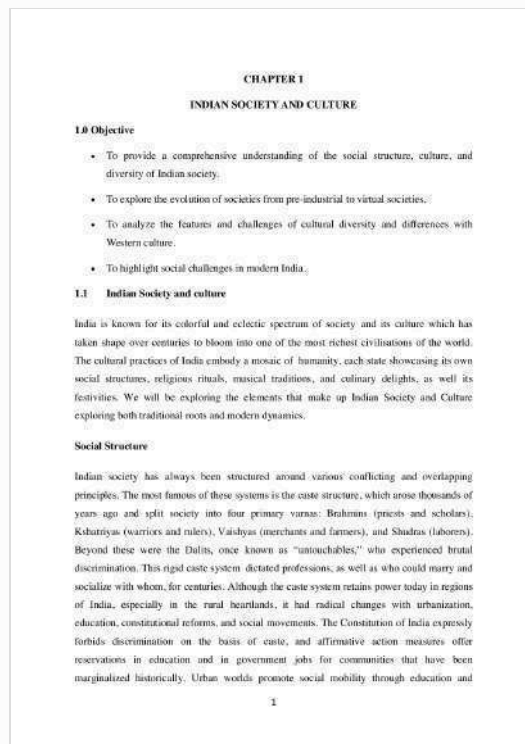 CHAPTER 1
INDIAN SOCIETY AND CULTURE
1.0 Objective
• To provide a comprehensive understanding of the social structure, culture, and
diversity of Indian society.
• To explore the evolution of societies from pre-industrial to virtual societies.
• To analyze the features and challenges of cultural diversity and differences with
Western culture.
• To highlight social challenges in modern India.
1.1 Indian Society and culture
India is known for its colorful and eclectic spectrum of society and its culture which has
taken shape over centuries to bloom into one of the most richest civilisations of the world.
The cultural practices of India embody a mosaic of humanity, each state showcasing its own
social structures, religious rituals, musical traditions, and culinary delights, as well its
festivities. We will be exploring the elements that make up Indian Society and Culture
exploring both traditional roots and modern dynamics.
Social Structure
Indian society has always been structured around various conflicting and overlapping
principles. The most famous of these systems is the caste structure, which arose thousands of
years ago and split society into four primary varnas: Brahmins (priests and scholars),
Kshatriyas (warriors and rulers), Vaishyas (merchants and farmers), and Shudras (laborers).
Beyond these were the Dalits, once known as "untouchables," who experienced brutal
discrimination. This rigid caste system dictated professions, as well as who could marry and
socialize with whom, for centuries. Although the caste system retains power today in regions
of India, especially in the rural heartlands, it had radical changes with urbanization,
education, constitutional reforms, and social movements. The Constitution of India expressly
forbids discrimination on the basis of caste, and affirmative action measures offer
reservations in education and in government jobs for communities that have been
marginalized historically. Urban worlds promote social mobility through education and
1